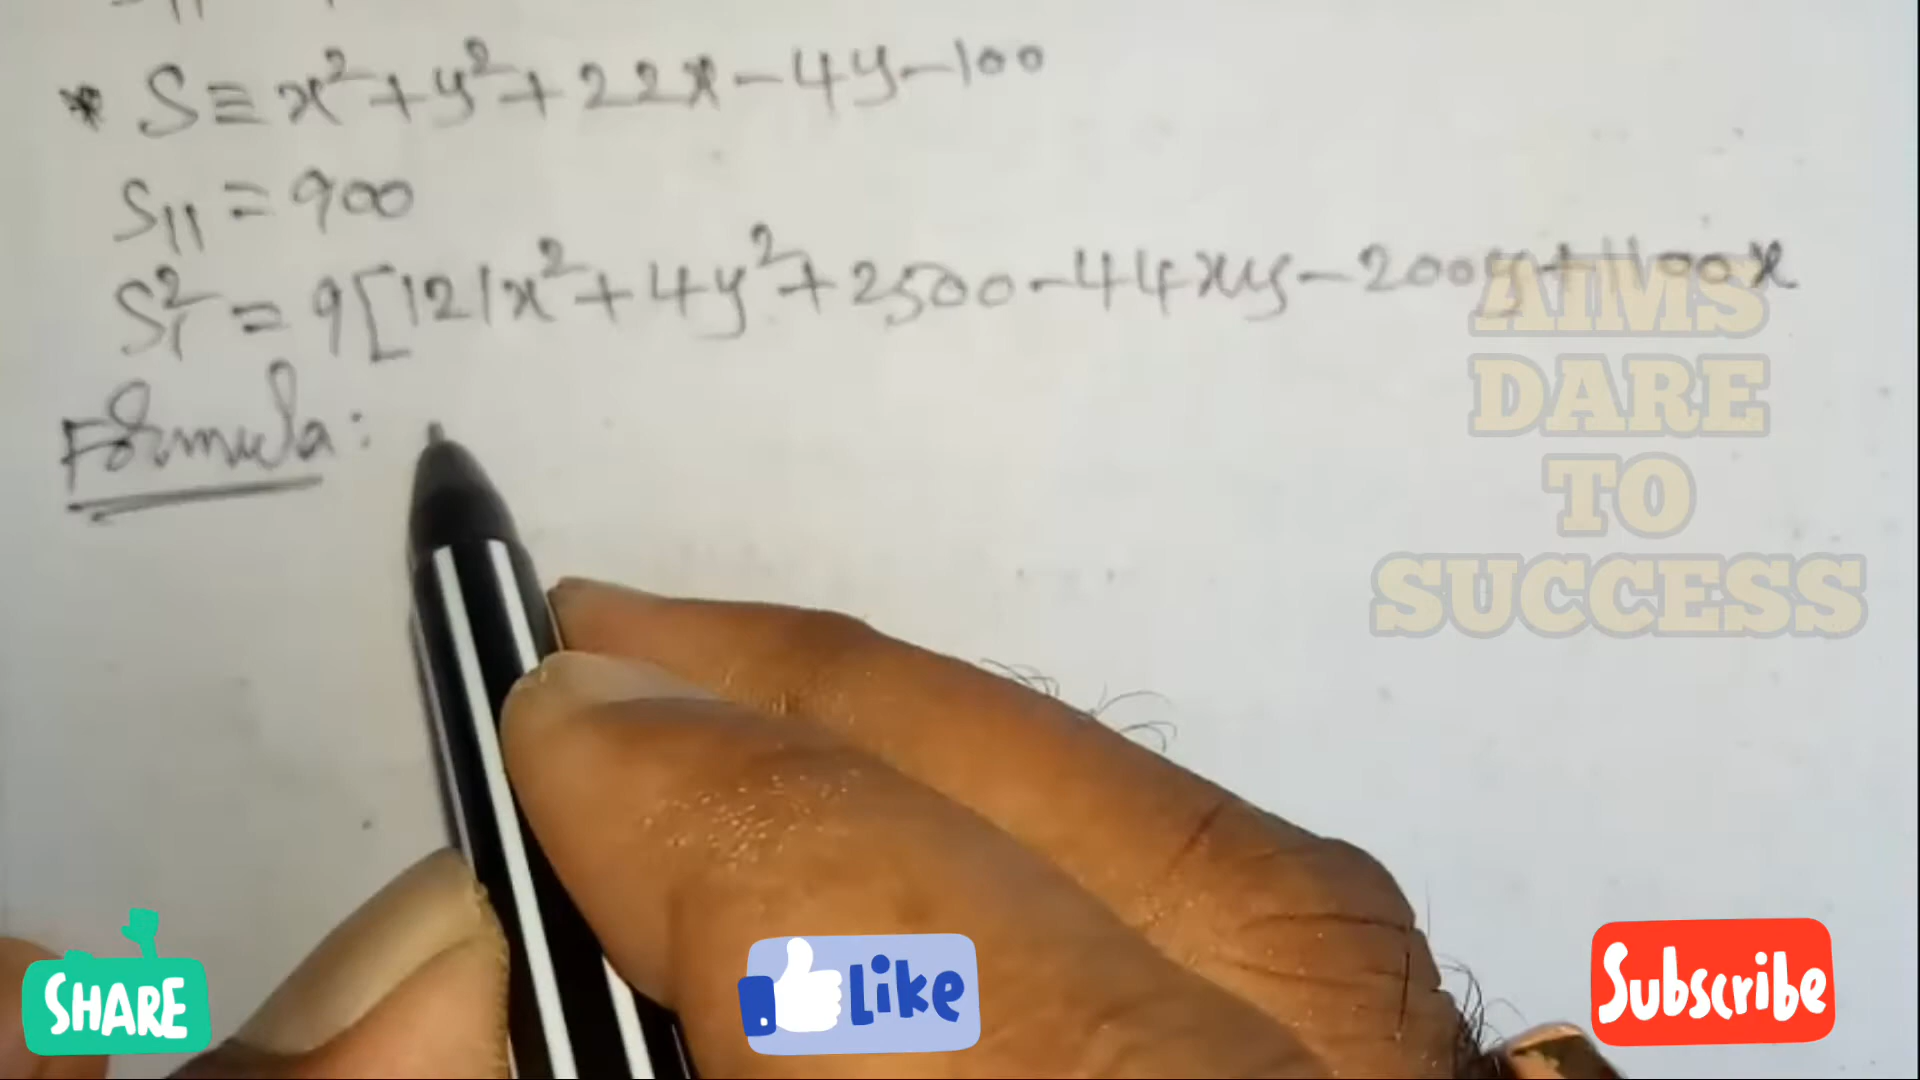 * S ≡ x² + y² + 22x - 4y - 100
S₁₁ = 900
S₁² = 9[121x² + 4y² + 2500 - 44xy - 200y + 1100x
Formula:
AIMS
DARE
TO
SUCCESS
SHARE
Like
Subscribe